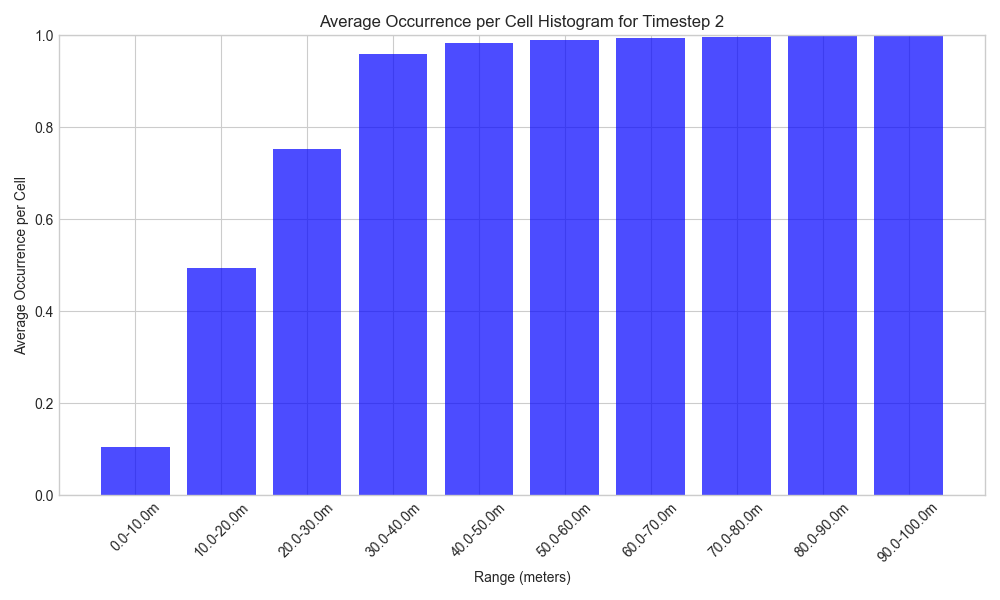 Average Occurrence per Cell Histogram for Timestep 2
Average Occurrence per Cell
1.0
0.8
0.6
0.4
0.2
0.0
0.0-10.0m
10.0-20.0m
20.0-30.0m
30.0-40.0m
40.0-50.0m
50.0-60.0m
60.0-70.0m
70.0-80.0m
80.0-90.0m
90.0-100.0m
Range (meters)